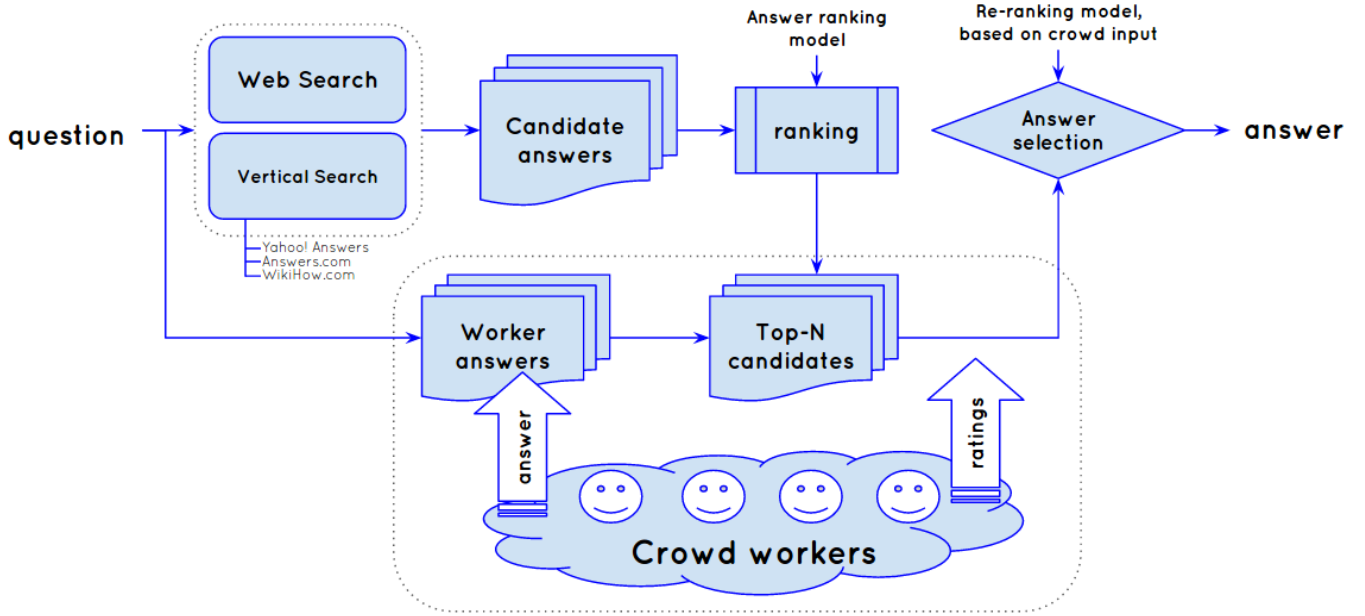 question
Web Search
Vertical Search
Yahoo! Answers
Answers.com
WikiHow.com
Candidate
answers
Answer ranking
model
ranking
Re-ranking model,
based on crowd input
Answer
selection
answer
Worker
answers
Top-N
candidates
answer
ratings
Crowd workers